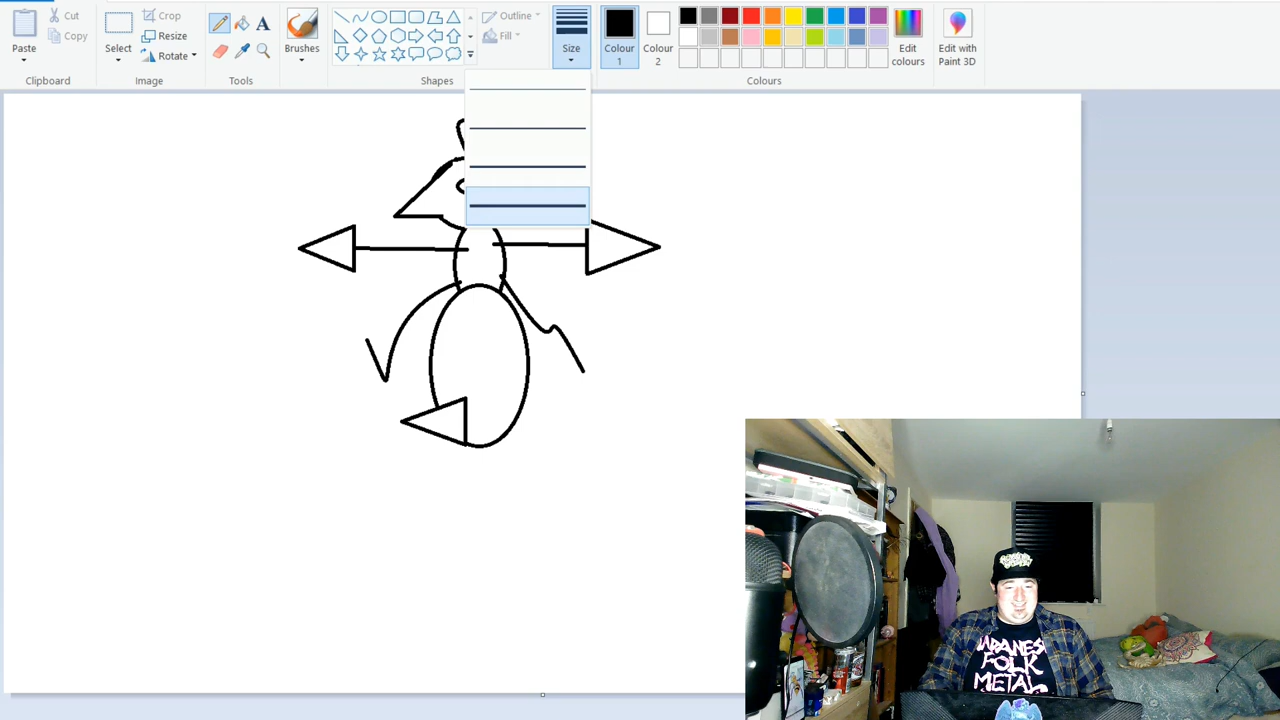 Paste
Cut
Copy
Clipboard
Select
Crop
Resize
Rotate
Image
A
Tools
Brushes
Shapes
Outline
Fill
Size
Colour
1
Colour
2
Colours
Edit
colours
Edit with
Paint 3D
JAPANESE
FOLK
METAL